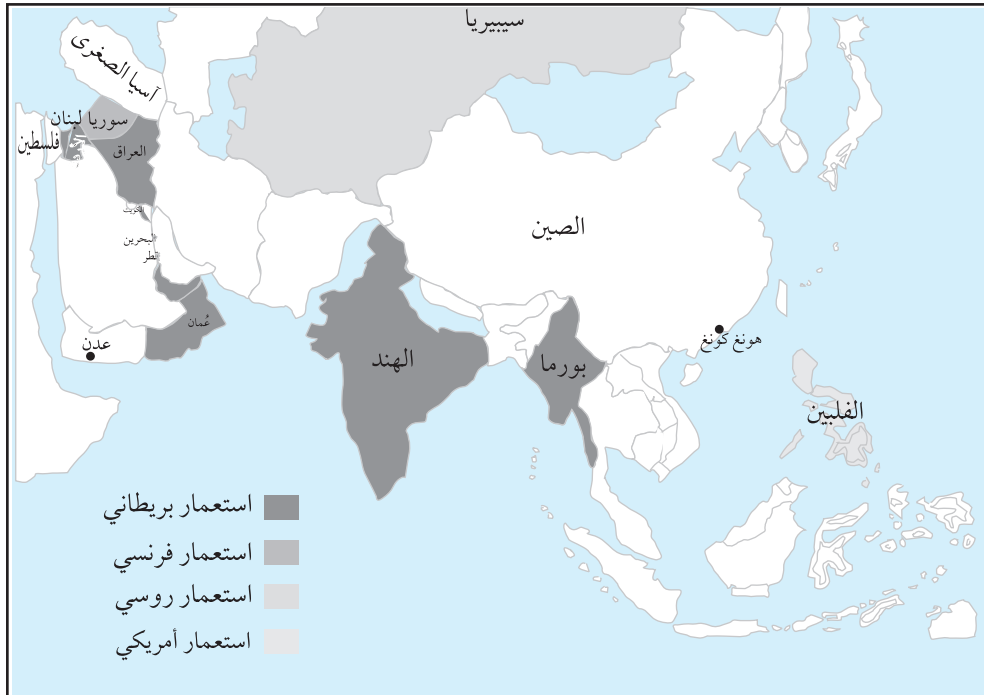 سيبيريا
آسيا الصغرى
سوريا
لبنان
فلسطين
العراق
الكويت
البحرين
قطر
عُمان
عدن
الصين
الهند
بورما
هونغ كونغ
الفلبين
استعمار بريطاني
استعمار فرنسي
استعمار روسي
استعمار أمريكي